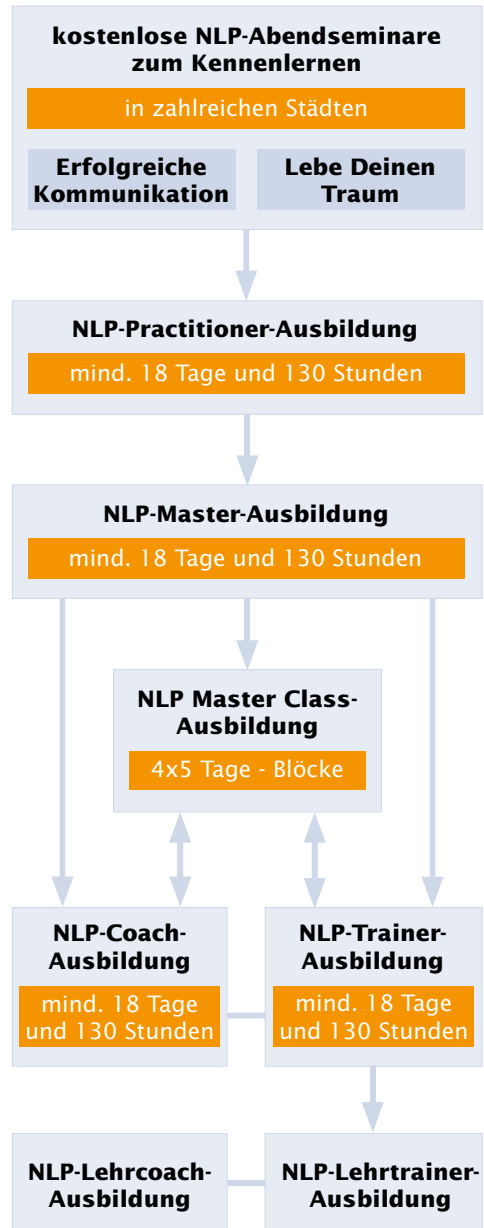 kostenlose NLP-Abendseminare
zum Kennenlernen
in zahlreichen Städten
Erfolgreiche
Kommunikation
Lebe Deinen
Traum
NLP-Practitioner-Ausbildung
mind. 18 Tage und 130 Stunden
NLP-Master-Ausbildung
mind. 18 Tage und 130 Stunden
NLP Master Class-
Ausbildung
4x5 Tage - Blöcke
NLP-Coach-
Ausbildung
mind. 18 Tage
und 130 Stunden
NLP-Trainer-
Ausbildung
mind. 18 Tage
und 130 Stunden
NLP-Lehrcoach-
Ausbildung
NLP-Lehrtrainer-
Ausbildung